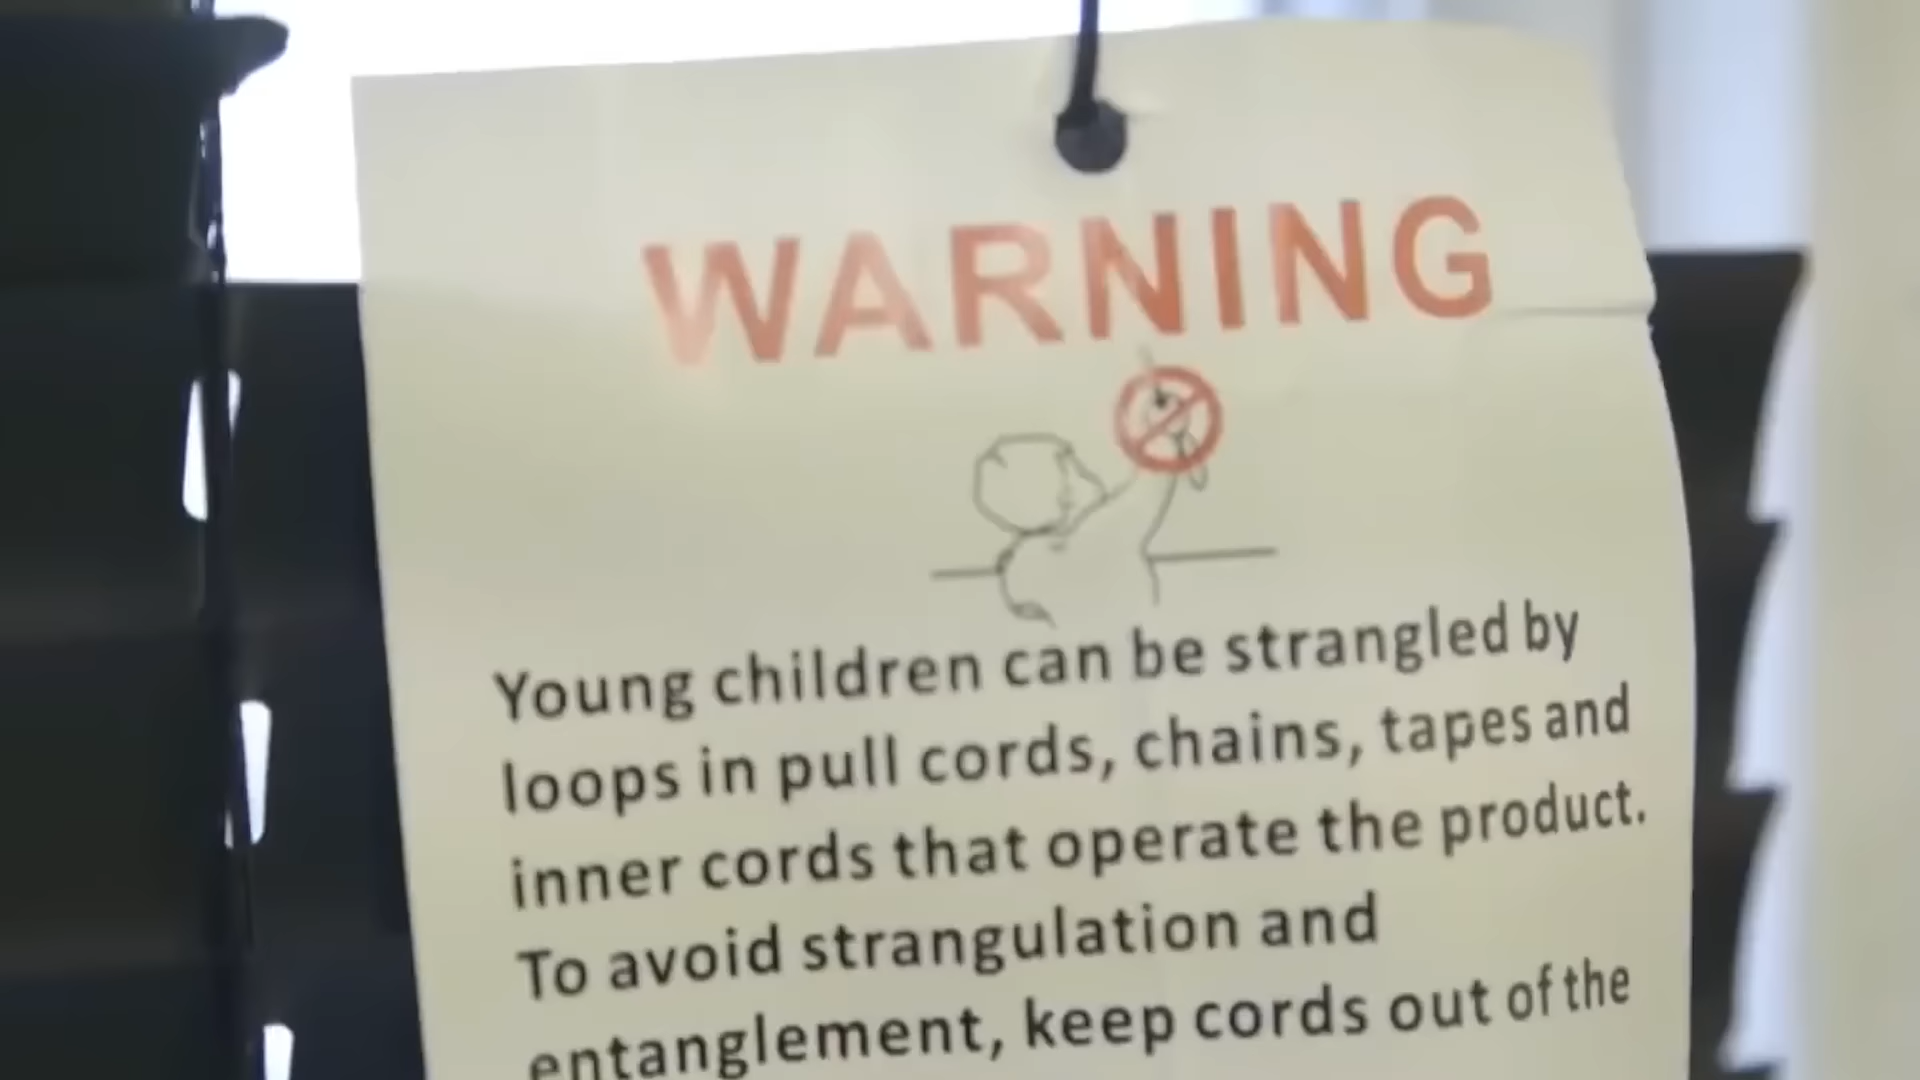 WARNING
Young children can be strangled by
loops in pull cords, chains, tapes and
inner cords that operate the product.
To avoid strangulation and
entanglement, keep cords out of the